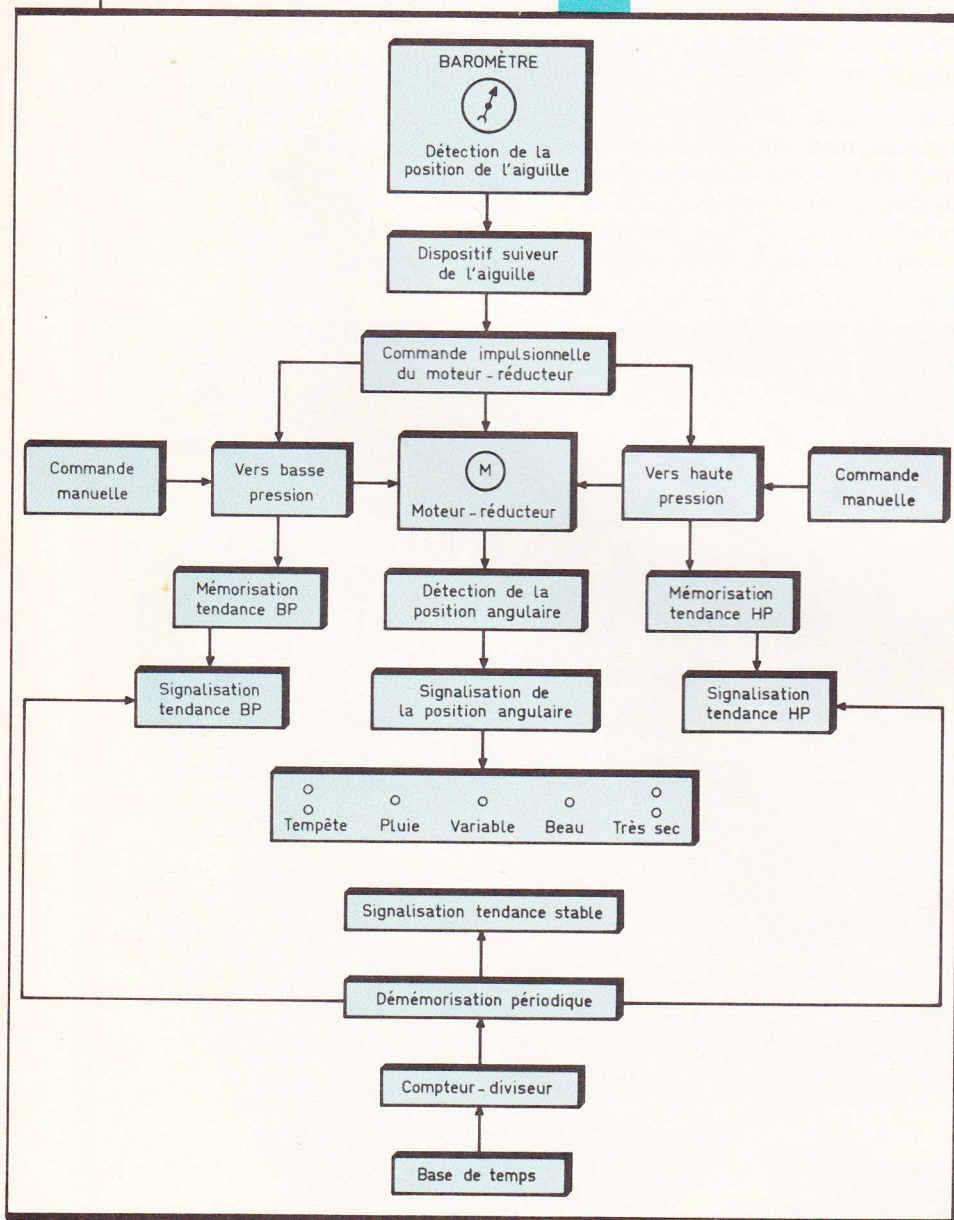 BAROMÈTRE
Détection de la
position de l'aiguille
Dispositif suiveur
de l'aiguille
Commande impulsionnelle
du moteur-réducteur
Commande
manuelle
Vers basse
pression
M
Moteur-réducteur
Vers haute
pression
Commande
manuelle
Mémorisation
tendance BP
Détection de la
position angulaire
Mémorisation
tendance HP
Signalisation
tendance BP
Signalisation de
la position angulaire
Signalisation
tendance HP
Tempête Pluie Variable Beau Très sec
Signalisation tendance stable
Démémorisation périodique
Compteur-diviseur
Base de temps